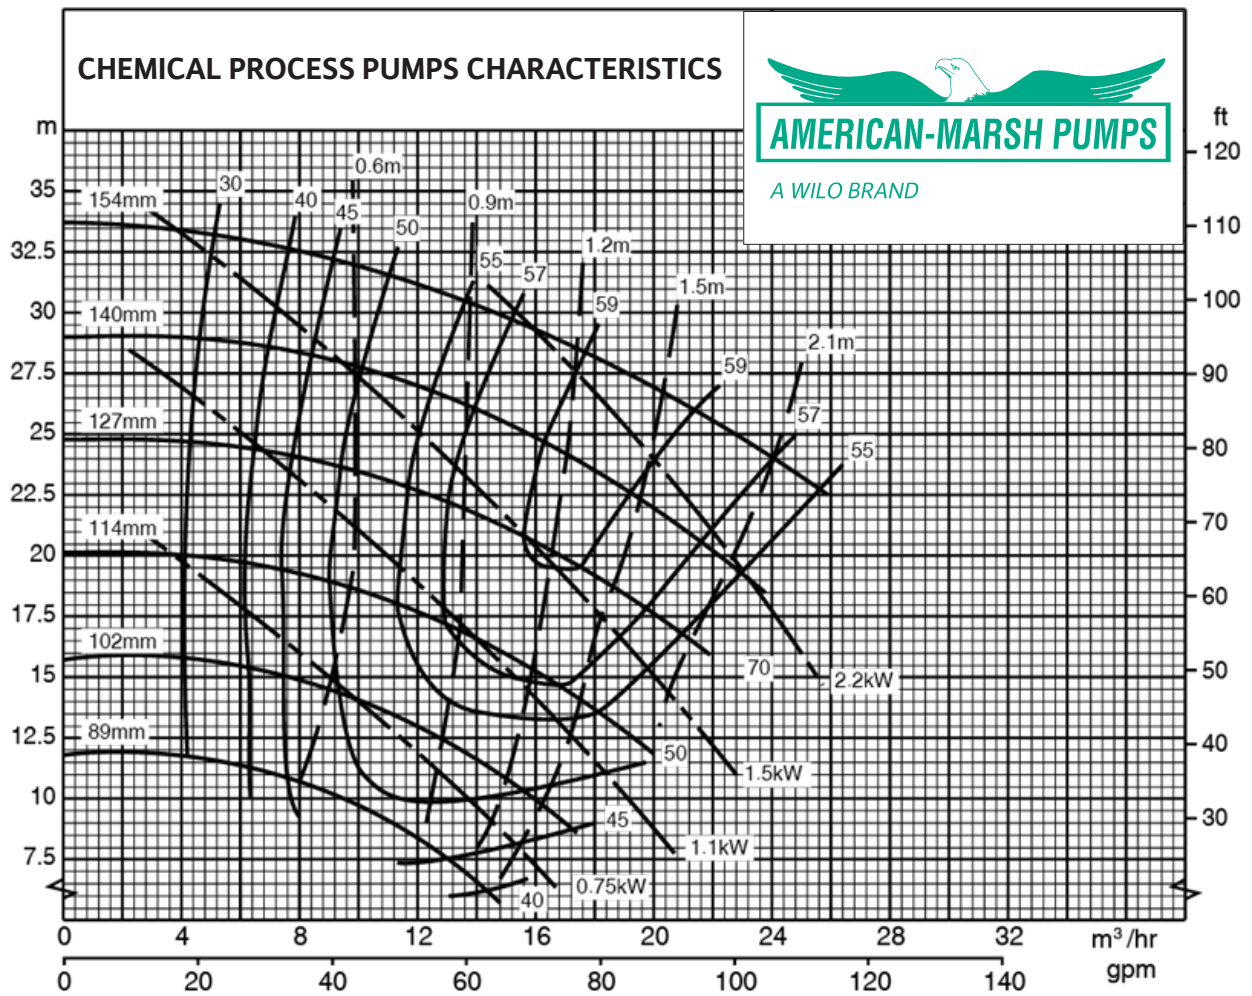 CHEMICAL PROCESS PUMPS CHARACTERISTICS
AMERICAN-MARSH PUMPS
A WILO BRAND
m
ft
120
35
110
32.5
100
30
27.5
90
25
80
22.5
70
20
60
17.5
50
15
12.5
40
10
30
7.5
154mm
30
40
45
0.6m
50
0.9m
55
57
1.2m
59
1.5m
2.1m
140mm
59
57
127mm
55
114mm
102mm
70
2.2kW
89mm
50
1.5kW
45
1.1kW
0.75kW
40
0 4 8 12 16 20 24 28 32 m³/hr
0 20 40 60 80 100 120 140 gpm